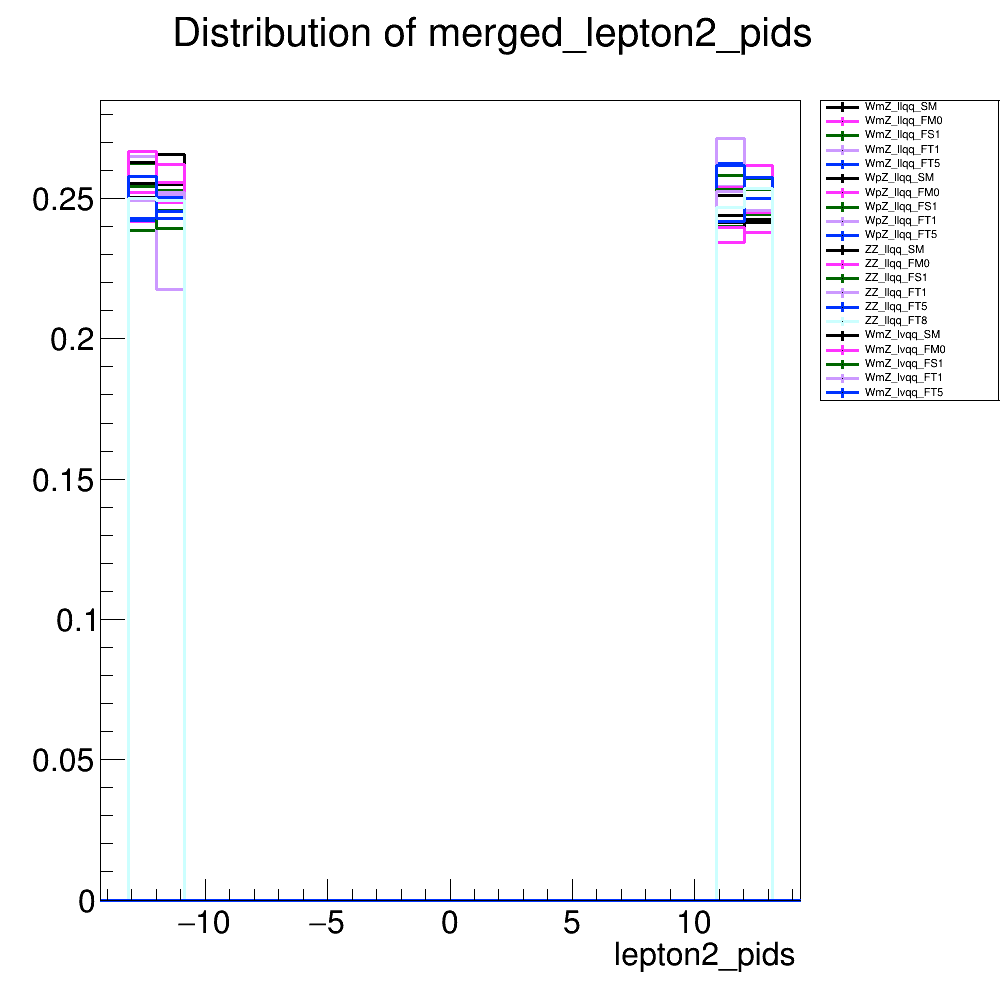 Distribution of merged_lepton2_pids
WmZ_llqq_SM
WmZ_llqq_FM0
WmZ_llqq_FS1
WmZ_llqq_FT1
WmZ_llqq_FT5
WpZ_llqq_SM
WpZ_llqq_FM0
WpZ_llqq_FS1
WpZ_llqq_FT1
WpZ_llqq_FT5
ZZ_llqq_SM
ZZ_llqq_FM0
ZZ_llqq_FS1
ZZ_llqq_FT1
ZZ_llqq_FT5
ZZ_llqq_FT8
WmZ_lvqq_SM
WmZ_lvqq_FM0
WmZ_lvqq_FS1
WmZ_lvqq_FT1
WmZ_lvqq_FT5
0.25
0.2
0.15
0.1
0.05
0
−10 −5 0 5 10
lepton2_pids